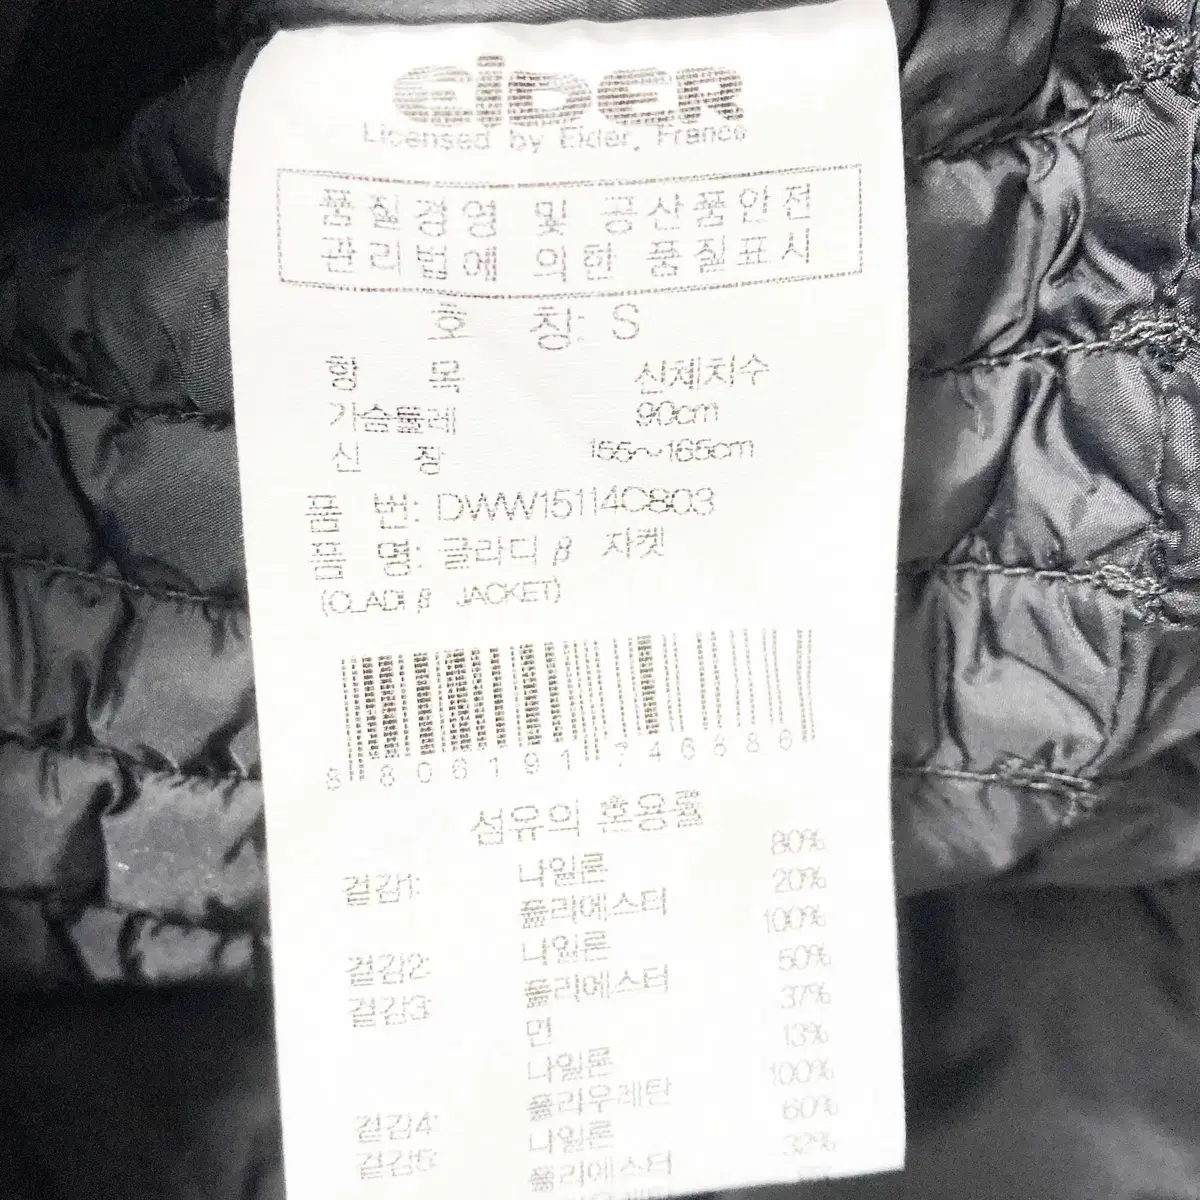 EiDER
Licensed by Eider, France
품질경영 및 공산품안전
관리법에 의한 품질표시
호 칭: S
항 목 신체치수
가슴둘레 90cm
신 장 155~165cm
품 번: DWW15114C803
품 명: 클라디 β 자켓
(CLADI β JACKET)
8 806191 746686
섬유의 혼용률
겉감1: 나일론 80%
폴리에스터 20%
겉감2: 나일론 100%
겉감3: 폴리에스터 50%
면 37%
나일론 13%
겉감4: 폴리우레탄 100%
겉감5: 나일론 60%
폴리에스터 32%